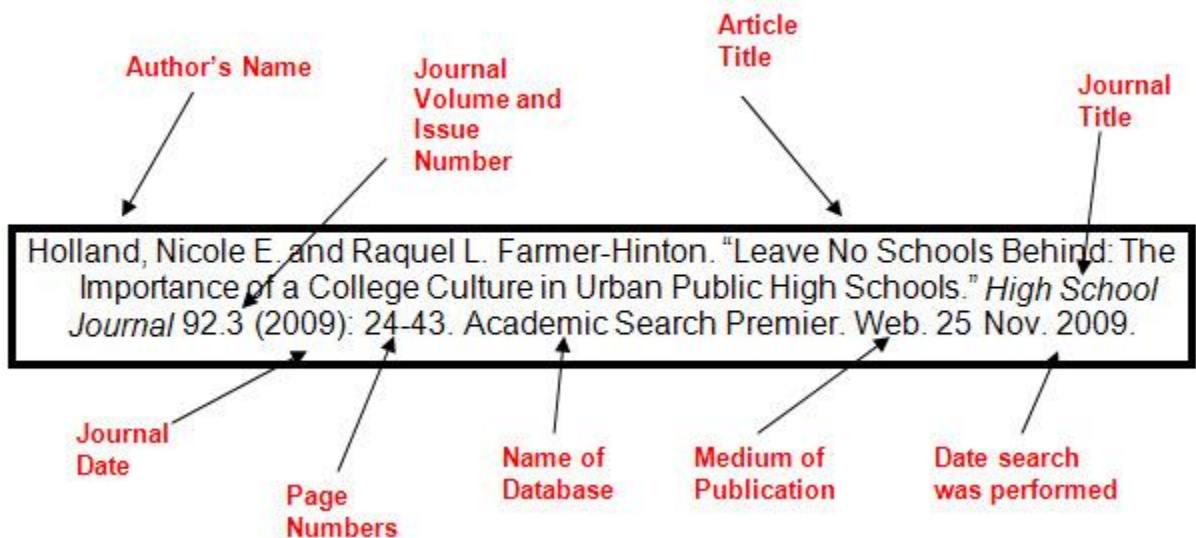 Article
Title
Author's Name
Journal
Volume and
Issue
Number
Journal
Title
Holland, Nicole E. and Raquel L. Farmer-Hinton. “Leave No Schools Behind: The
Importance of a College Culture in Urban Public High Schools.” High School
Journal 92.3 (2009): 24-43. Academic Search Premier. Web. 25 Nov. 2009.
Journal
Date
Page
Numbers
Name of
Database
Medium of
Publication
Date search
was performed